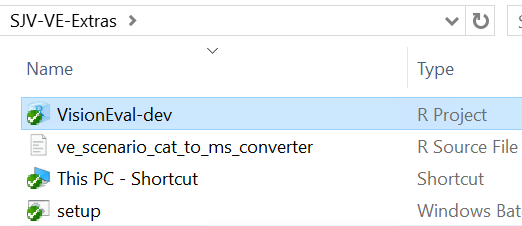 SJV-VE-Extras
Name Type
VisionEval-dev R Project
ve_scenario_cat_to_ms_converter R Source File
This PC - Shortcut Shortcut
setup Windows Bat